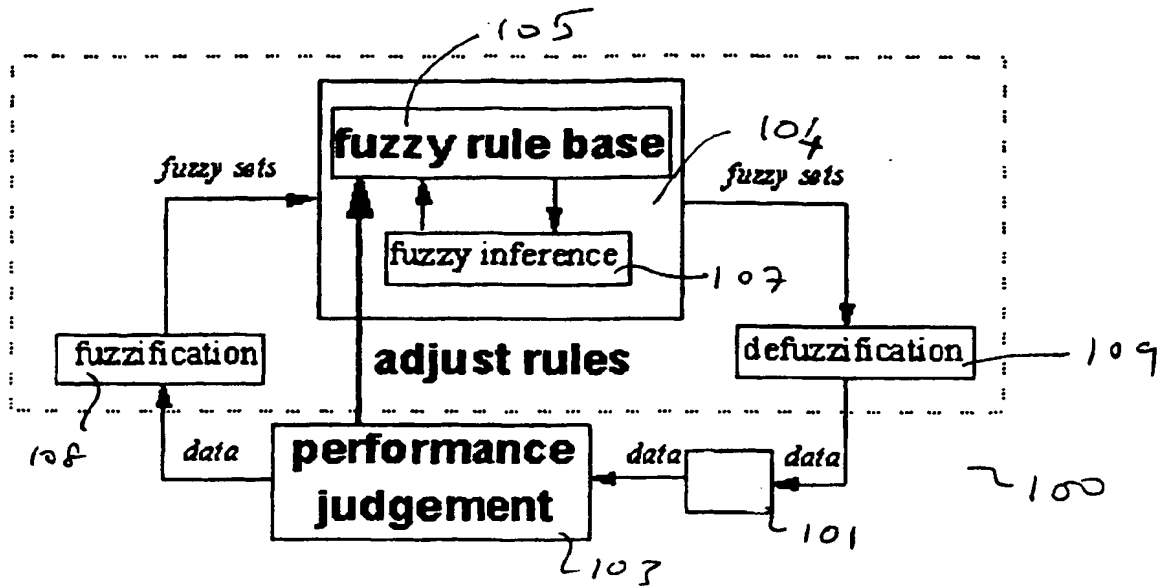 105
fuzzy rule base
104
fuzzy sets
fuzzy sets
fuzzy inference
107
fuzzification
adjust rules
defuzzification
109
108
data
performance
judgement
data
data
100
101
103